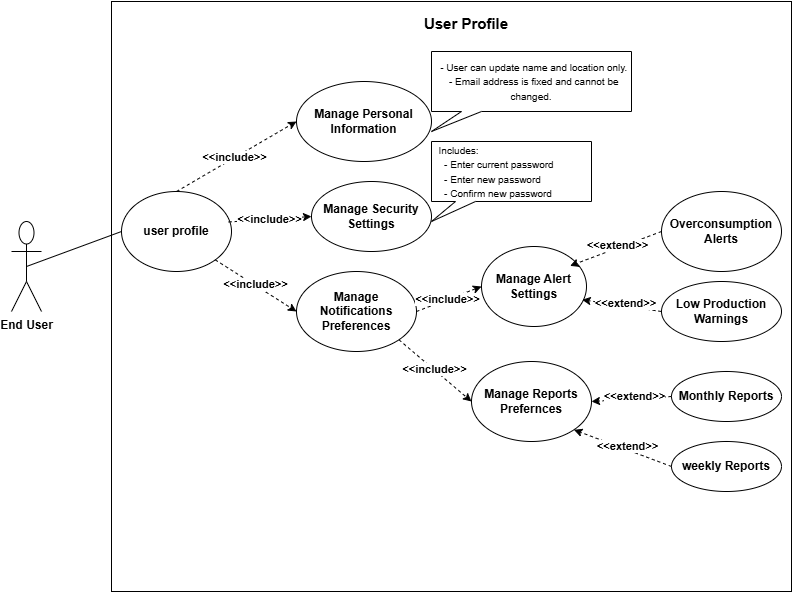 User Profile
- User can update name and location only.
- Email address is fixed and cannot be
changed.
Manage Personal
Information
<<include>>
Includes:
- Enter current password
- Enter new password
- Confirm new password
Manage Security
Settings
<<include>>
user profile
Overconsumption
Alerts
<<extend>>
Manage Alert
Settings
<<include>>
Manage
Notifications
Preferences
<<include>>
<<extend>>
Low Production
Warnings
End User
<<include>>
Manage Reports
Prefernces
<<extend>>
Monthly Reports
<<extend>>
weekly Reports